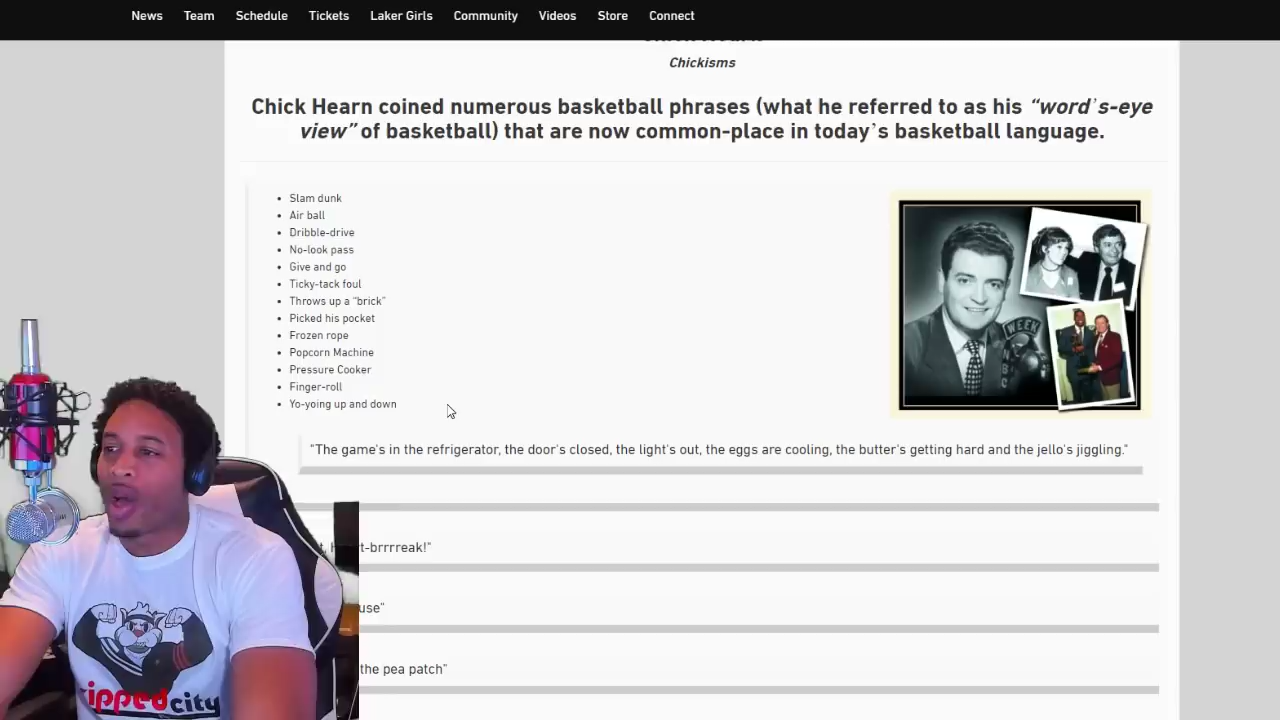 News Team Schedule Tickets Laker Girls Community Videos Store Connect
Chickisms
Chick Hearn coined numerous basketball phrases (what he referred to as his “word’s-eye
view” of basketball) that are now common-place in today’s basketball language.
• Slam dunk
• Air ball
• Dribble-drive
• No-look pass
• Give and go
• Ticky-tack foul
• Throws up a “brick”
• Picked his pocket
• Frozen rope
• Popcorn Machine
• Pressure Cooker
• Finger-roll
• Yo-yoing up and down
WEEK
"The game's in the refrigerator, the door's closed, the light's out, the eggs are cooling, the butter's getting hard and the jello's jiggling."
t-brrrreak!"
use"
the pea patch"
rippedcity